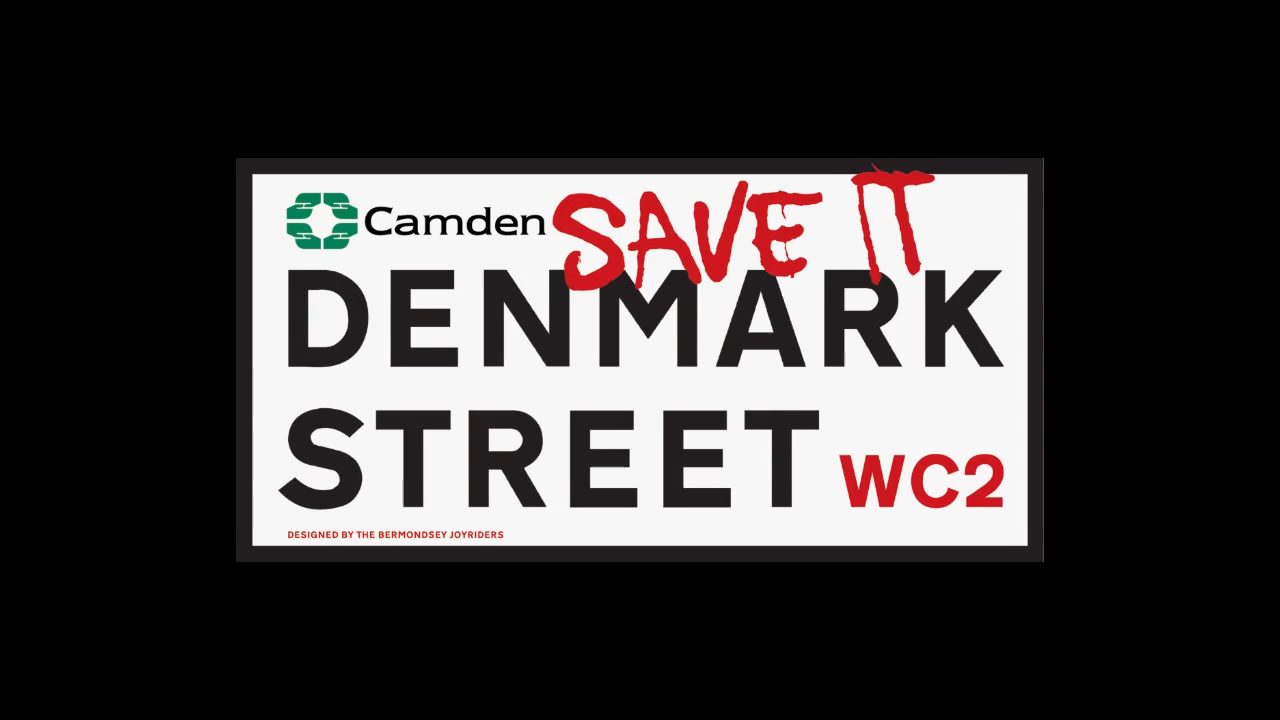 Camden SAVE IT
DENMARK
STREET WC2
DESIGNED BY THE BERMONDSEY JOYRIDERS